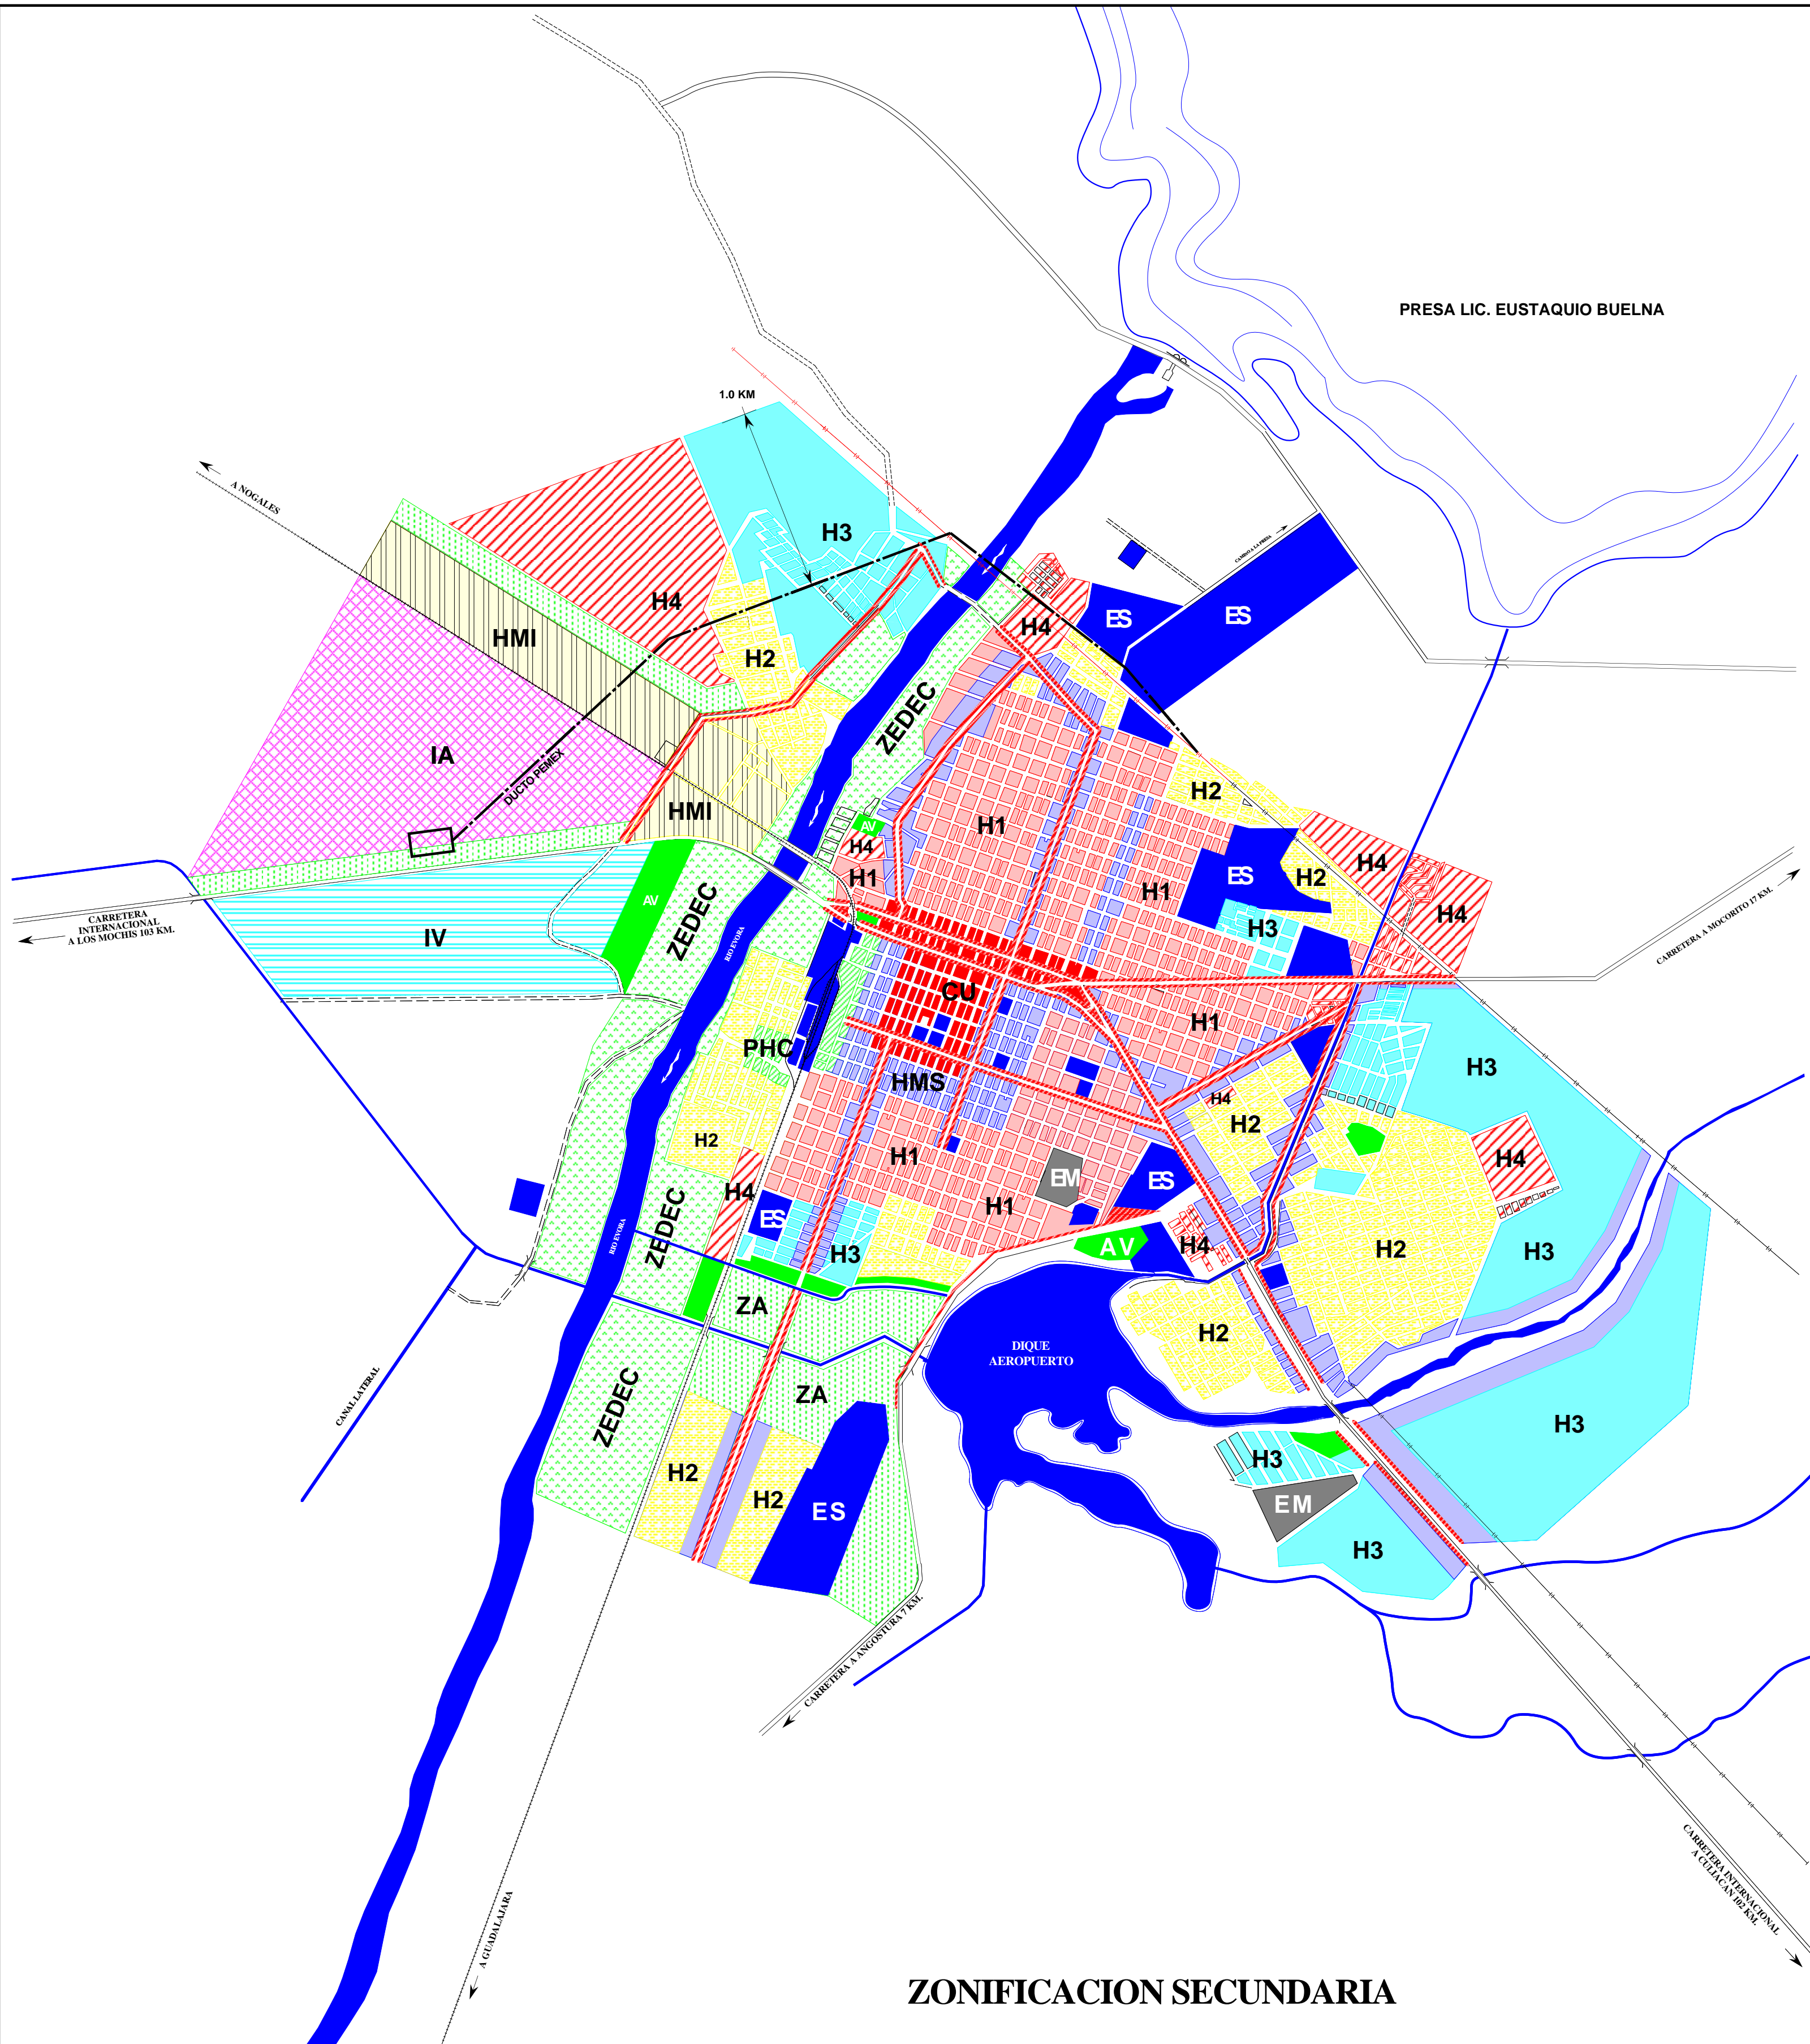 PRESA LIC. EUSTAQUIO BUELNA
1.0 KM
A NOGALES
CAMINO A LA PRESA
H3
H4
ES
ES
H4
HMI
H2
ZEDEC
IA
DUCTO PEMEX
H2
HMI
AV
H1
H4
H4
H1
ES
H2
H1
AV
ZEDEC
H4
CARRETERA
INTERNACIONAL
A LOS MOCHIS 103 KM.
IV
H3
CARRETERA A MOCORITO 17 KM.
RIO EVORA
CU
H1
PHC
H3
HMS
H4
H2
H2
H1
H4
EM
ES
H4
ES
H1
ZEDEC
RIO EVORA
H3
AV
H4
H2
H3
ZA
H2
DIQUE
AEROPUERTO
CANAL LATERAL
ZEDEC
ZA
H3
H2
H3
H2
ES
EM
H3
CARRETERA A ANGOSTURA 7 KM.
CARRETERA INTERNACIONAL
A CULIACAN 102 KM.
A GUADALAJARA
ZONIFICACION SECUNDARIA